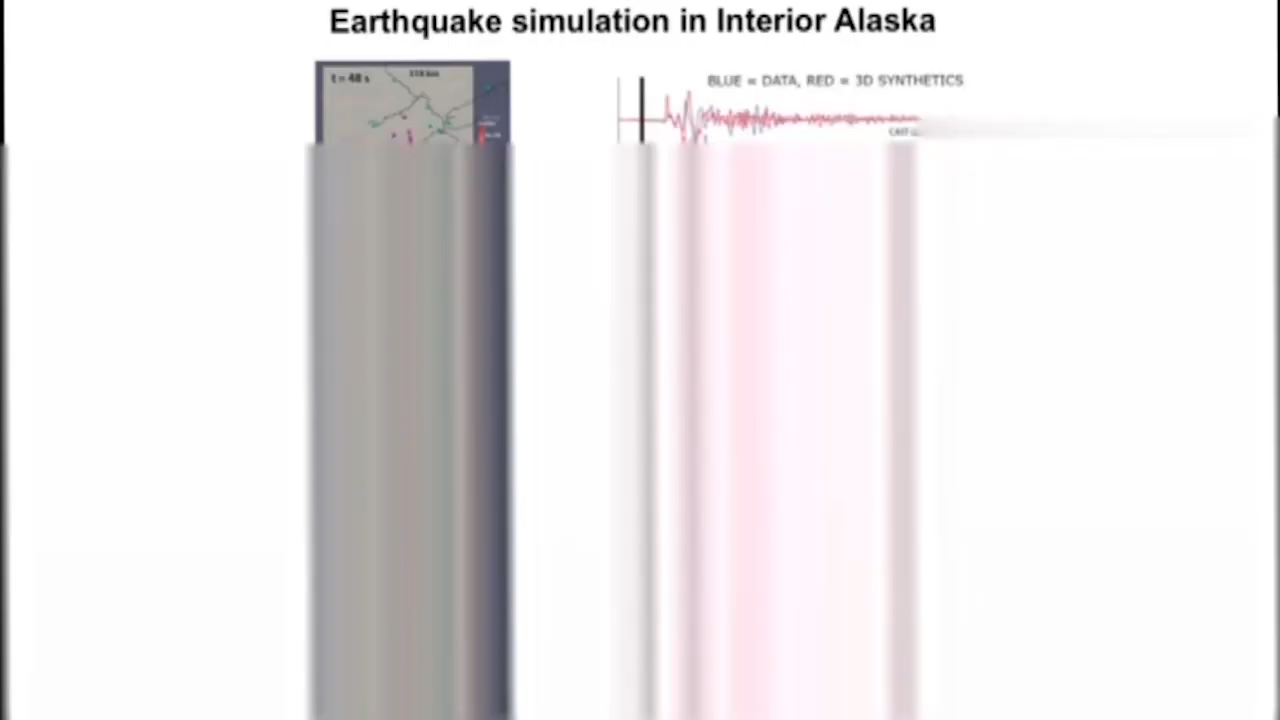 Earthquake simulation in Interior Alaska
t = 48 s
BLUE = DATA, RED = 3D SYNTHETICS